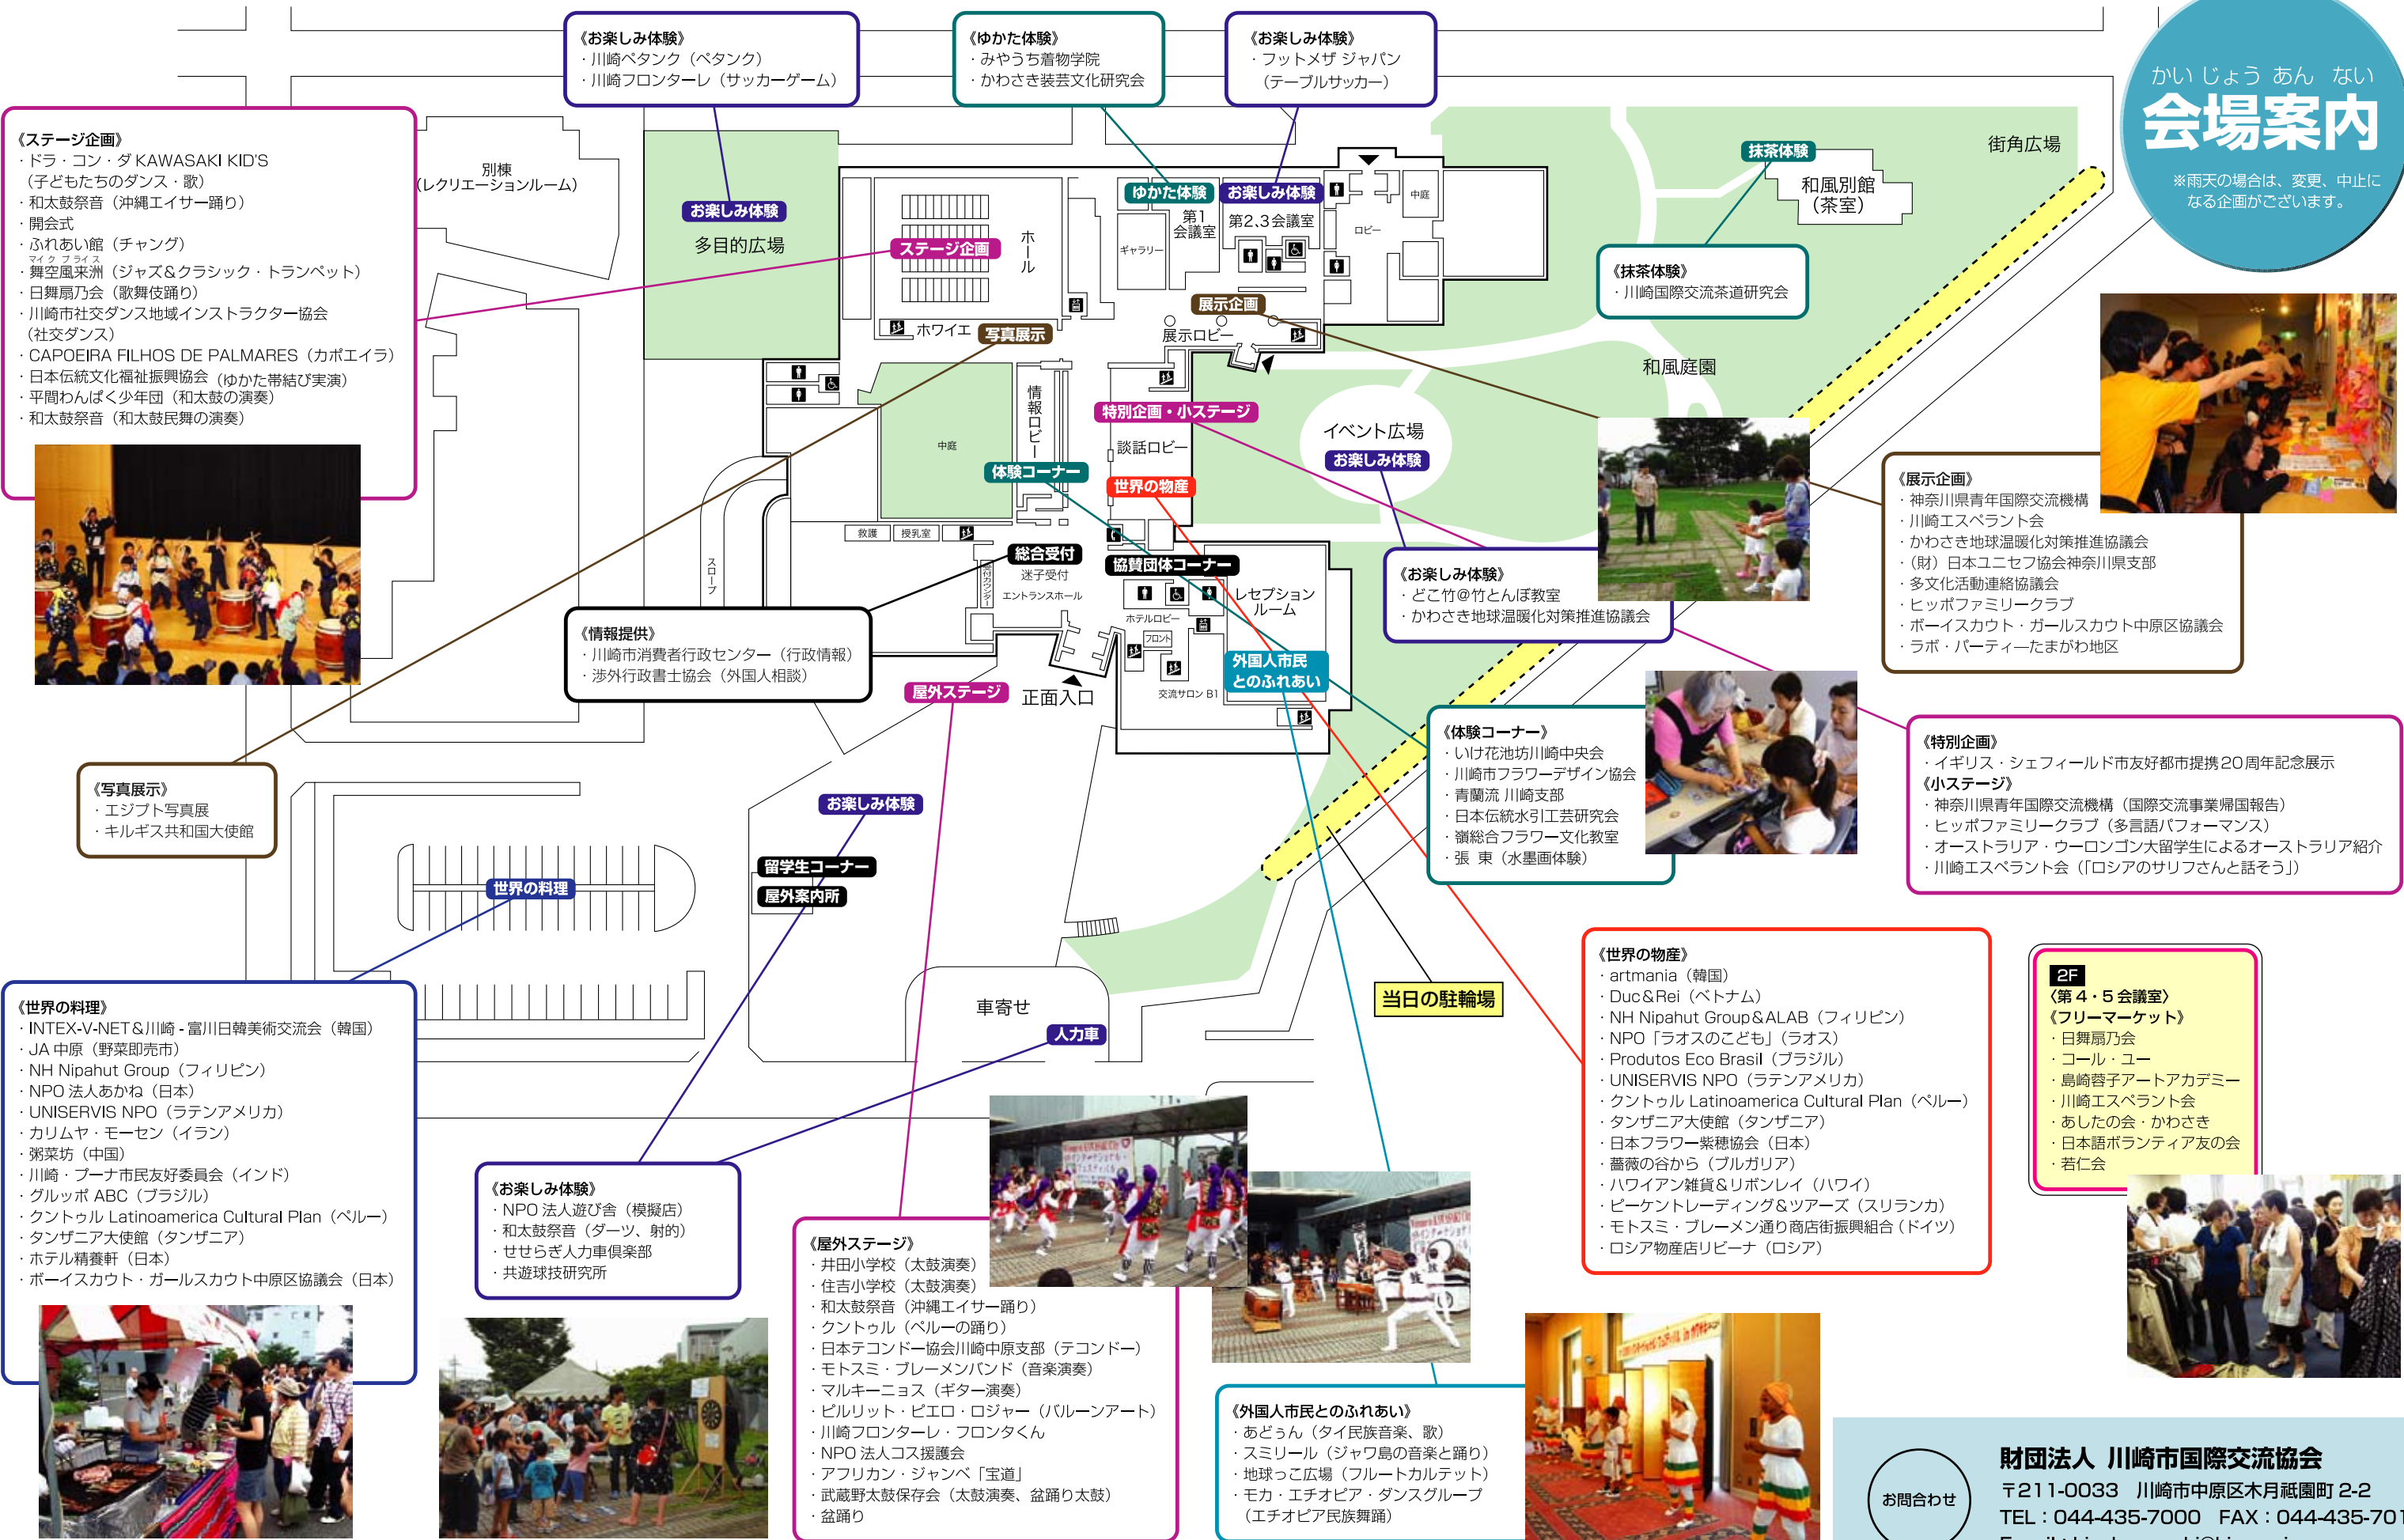 かい じょう あん ない
会場案内
※雨天の場合は、変更、中止に
なる企画がございます。
《お楽しみ体験》
・川崎ペタンク（ペタンク）
・川崎フロンターレ（サッカーゲーム）
《ゆかた体験》
・みやうち着物学院
・かわさき装芸文化研究会
《お楽しみ体験》
・フットメザ ジャパン
（テーブルサッカー）
《ステージ企画》
・ドラ・コン・ダ KAWASAKI KID'S
（子どもたちのダンス・歌）
・和太鼓祭音（沖縄エイサー踊り）
・開会式
・ふれあい館（チャング）
マイク プライス
・舞空風来洲（ジャズ＆クラシック・トランペット）
・日舞扇乃会（歌舞伎踊り）
・川崎市社交ダンス地域インストラクター協会
（社交ダンス）
・CAPOEIRA FILHOS DE PALMARES（カポエイラ）
・日本伝統文化福祉振興協会（ゆかた帯結び実演）
・平間わんぱく少年団（和太鼓の演奏）
・和太鼓祭音（和太鼓民舞の演奏）
別棟
（レクリエーションルーム）
お楽しみ体験
多目的広場
ステージ企画
ホール
ゆかた体験
お楽しみ体験
第1
会議室
第2､3会議室
ギャラリー
ロビー
中庭
抹茶体験
和風別館
（茶室）
街角広場
《抹茶体験》
・川崎国際交流茶道研究会
展示企画
展示ロビー
ホワイエ
写真展示
和風庭園
中庭
情報ロビー
特別企画・小ステージ
談話ロビー
イベント広場
お楽しみ体験
体験コーナー
世界の物産
救護
授乳室
スロープ
総合受付
迷子受付
受付カウンター
エントランスホール
協賛団体コーナー
レセプション
ルーム
ホテルロビー
フロント
外国人市民
とのふれあい
交流サロン B1
屋外ステージ
正面入口
《情報提供》
・川崎市消費者行政センター（行政情報）
・渉外行政書士協会（外国人相談）
《お楽しみ体験》
・どこ竹＠竹とんぼ教室
・かわさき地球温暖化対策推進協議会
《展示企画》
・神奈川県青年国際交流機構
・川崎エスペラント会
・かわさき地球温暖化対策推進協議会
・（財）日本ユニセフ協会神奈川県支部
・多文化活動連絡協議会
・ヒッポファミリークラブ
・ボーイスカウト・ガールスカウト中原区協議会
・ラボ・パーティーたまがわ地区
《写真展示》
・エジプト写真展
・キルギス共和国大使館
《体験コーナー》
・いけ花池坊川崎中央会
・川崎市フラワーデザイン協会
・青蘭流 川崎支部
・日本伝統水引工芸研究会
・嶺総合フラワー文化教室
・張 東（水墨画体験）
《特別企画》
・イギリス・シェフィールド市友好都市提携20周年記念展示
《小ステージ》
・神奈川県青年国際交流機構（国際交流事業帰国報告）
・ヒッポファミリークラブ（多言語パフォーマンス）
・オーストラリア・ウーロンゴン大留学生によるオーストラリア紹介
・川崎エスペラント会（「ロシアのサリフさんと話そう」）
お楽しみ体験
留学生コーナー
屋外案内所
世界の料理
車寄せ
人力車
当日の駐輪場
《世界の料理》
・INTEX-V-NET＆川崎 - 富川日韓美術交流会（韓国）
・JA 中原（野菜即売市）
・NH Nipahut Group（フィリピン）
・NPO 法人あかね（日本）
・UNISERVIS NPO（ラテンアメリカ）
・カリムヤ・モーセン（イラン）
・粥菜坊（中国）
・川崎・プーナ市民友好委員会（インド）
・グルッポ ABC（ブラジル）
・クントゥル Latinoamerica Cultural Plan（ペルー）
・タンザニア大使館（タンザニア）
・ホテル精養軒（日本）
・ボーイスカウト・ガールスカウト中原区協議会（日本）
《お楽しみ体験》
・NPO 法人遊び舎（模擬店）
・和太鼓祭音（ダーツ、射的）
・せせらぎ人力車倶楽部
・共遊球技研究所
《屋外ステージ》
・井田小学校（太鼓演奏）
・住吉小学校（太鼓演奏）
・和太鼓祭音（沖縄エイサー踊り）
・クントゥル（ペルーの踊り）
・日本テコンドー協会川崎中原支部（テコンドー）
・モトスミ・ブレーメンバンド（音楽演奏）
・マルキーニョス（ギター演奏）
・ピルリット・ピエロ・ロジャー（バルーンアート）
・川崎フロンターレ・フロンタくん
・NPO 法人コス援護会
・アフリカン・ジャンベ「宝道」
・武蔵野太鼓保存会（太鼓演奏、盆踊り太鼓）
・盆踊り
《外国人市民とのふれあい》
・あどぅん（タイ民族音楽、歌）
・スミリール（ジャワ島の音楽と踊り）
・地球っこ広場（フルートカルテット）
・モカ・エチオピア・ダンスグループ
（エチオピア民族舞踊）
《世界の物産》
・artmania（韓国）
・Duc＆Rei（ベトナム）
・NH Nipahut Group＆ALAB（フィリピン）
・NPO「ラオスのこども」（ラオス）
・Produtos Eco Brasil（ブラジル）
・UNISERVIS NPO（ラテンアメリカ）
・クントゥル Latinoamerica Cultural Plan（ペルー）
・タンザニア大使館（タンザニア）
・日本フラワー紫穂協会（日本）
・薔薇の谷から（ブルガリア）
・ハワイアン雑貨＆リボンレイ（ハワイ）
・ピーケントレーディング＆ツアーズ（スリランカ）
・モトスミ・ブレーメン通り商店街振興組合（ドイツ）
・ロシア物産店リビーナ（ロシア）
2F
〈第4・5会議室〉
《フリーマーケット》
・日舞扇乃会
・コール・ユー
・島崎蓉子アートアカデミー
・川崎エスペラント会
・あしたの会・かわさき
・日本語ボランティア友の会
・若仁会
お問合わせ
財団法人 川崎市国際交流協会
〒211-0033 川崎市中原区木月祗園町 2-2
TEL：044-435-7000 FAX：044-435-70